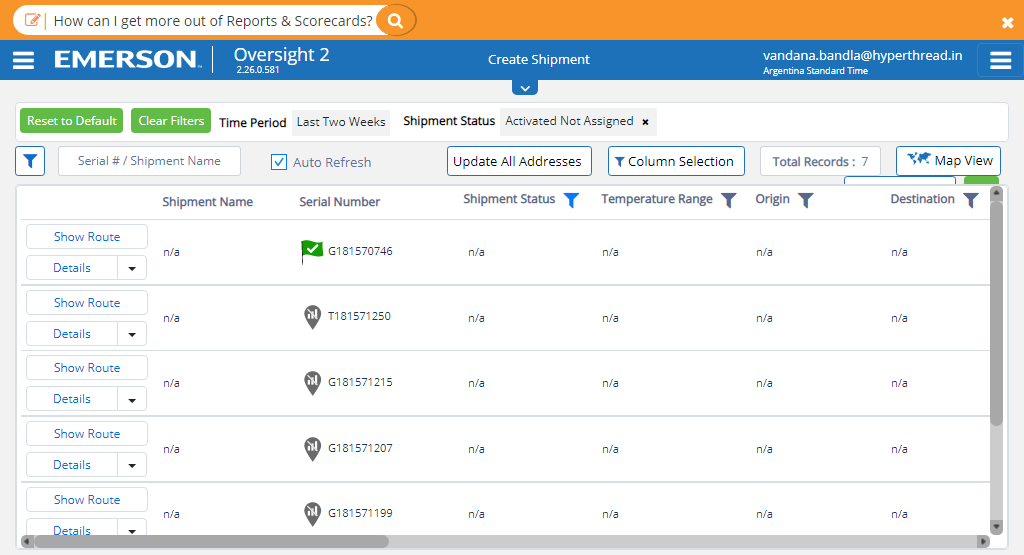 How can I get more out of Reports & Scorecards?
EMERSON Oversight 2 Create Shipment vandana.bandla@hyperthread.in
2.26.0.581 Argentina Standard Time
Reset to Default Clear Filters Time Period Last Two Weeks Shipment Status Activated Not Assigned ×
Serial # / Shipment Name Auto Refresh Update All Addresses Column Selection Total Records : 7 Map View
Shipment Name Serial Number Shipment Status Temperature Range Origin Destination
Show Route
n/a G181570746 n/a n/a n/a n/a
Details
Show Route
n/a T181571250 n/a n/a n/a n/a
Details
Show Route
n/a G181571215 n/a n/a n/a n/a
Details
Show Route
n/a G181571207 n/a n/a n/a n/a
Details
Show Route
n/a G181571199 n/a n/a n/a n/a
Details